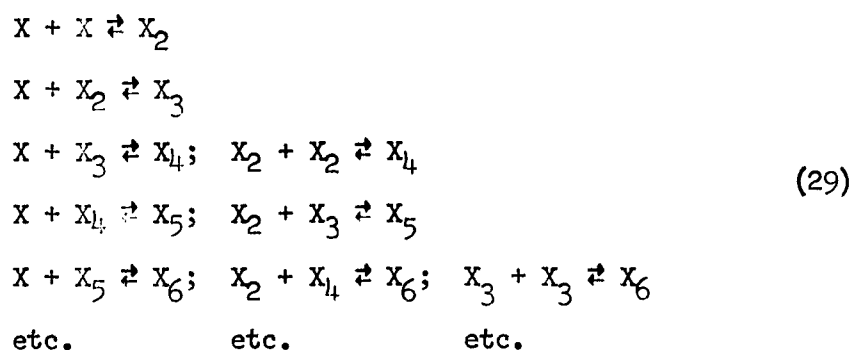 X + X ⇄ X₂
X + X₂ ⇄ X₃
X + X₃ ⇄ X₄; X₂ + X₂ ⇄ X₄
(29)
X + X₄ ⇄ X₅; X₂ + X₃ ⇄ X₅
X + X₅ ⇄ X₆; X₂ + X₄ ⇄ X₆; X₃ + X₃ ⇄ X₆
etc. etc. etc.